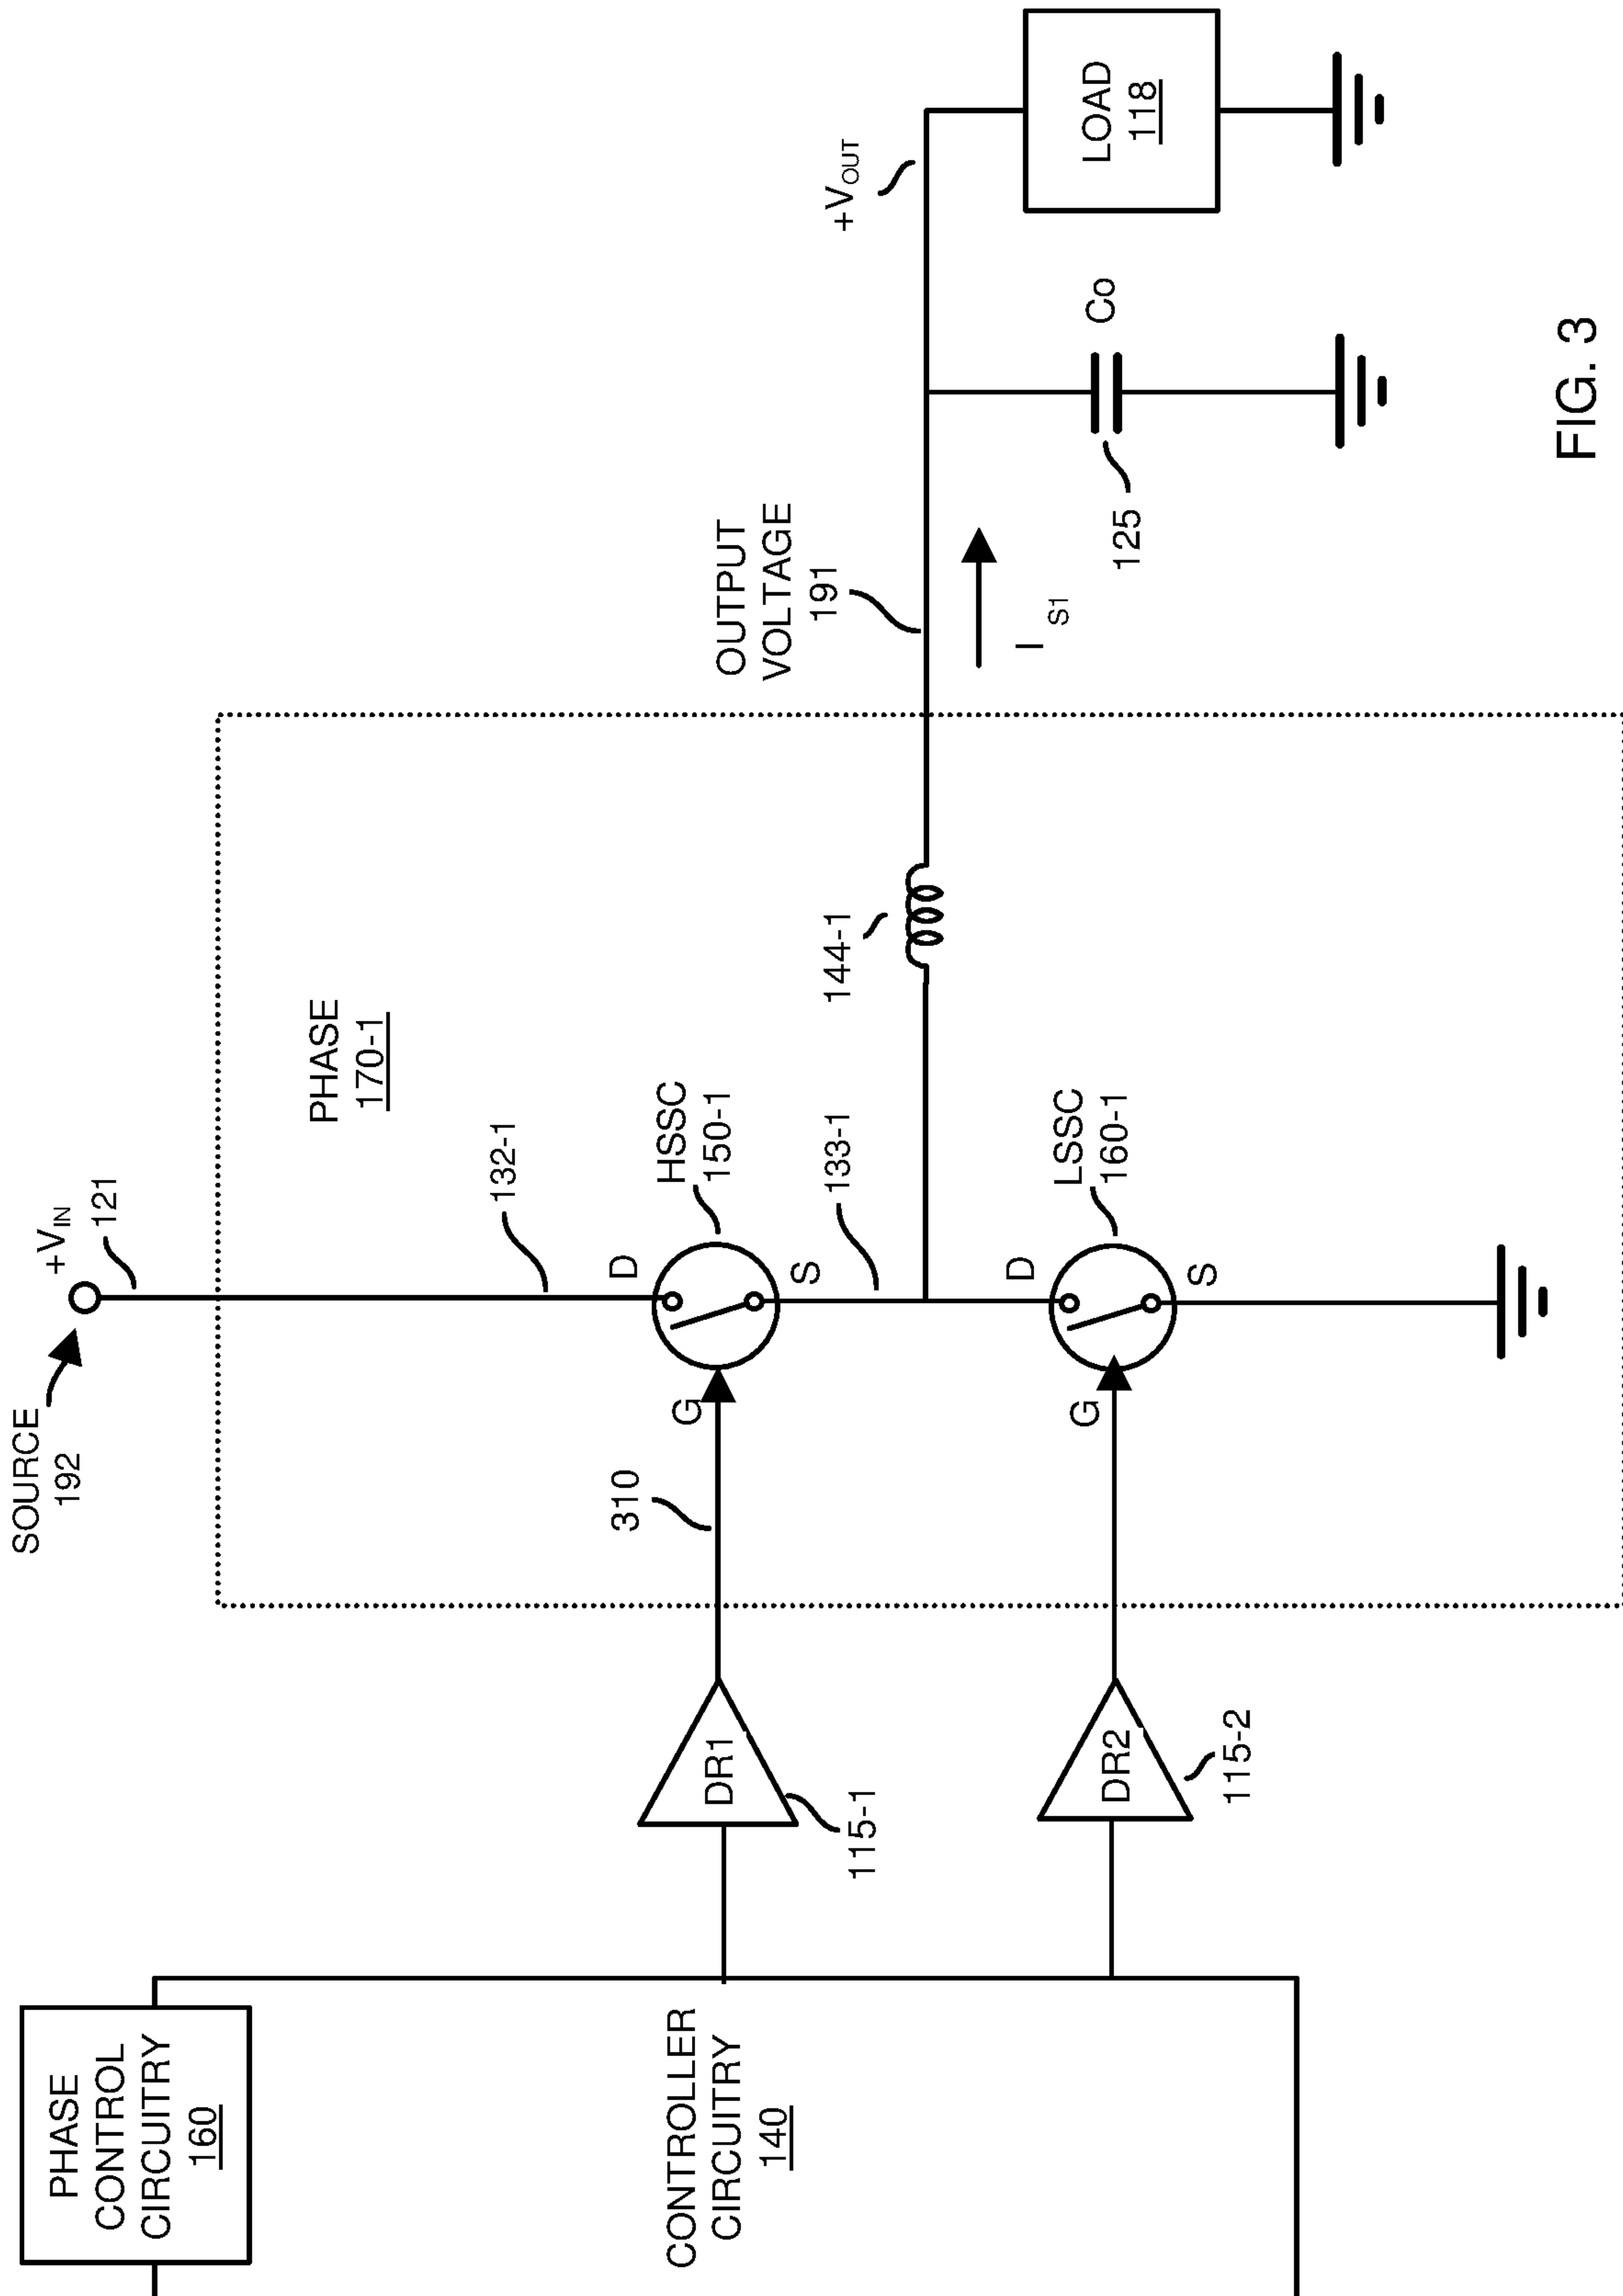 PHASE
CONTROL
CIRCUITRY
160
CONTROLLER
CIRCUITRY
140
DR1
115-1
DR2
115-2
SOURCE
192
+VIN
121
310
G
G
132-1
D
HSSC
150-1
S
133-1
D
LSSC
160-1
S
PHASE
170-1
144-1
OUTPUT
VOLTAGE
191
I S1
125
Co
+VOUT
LOAD
118
FIG. 3